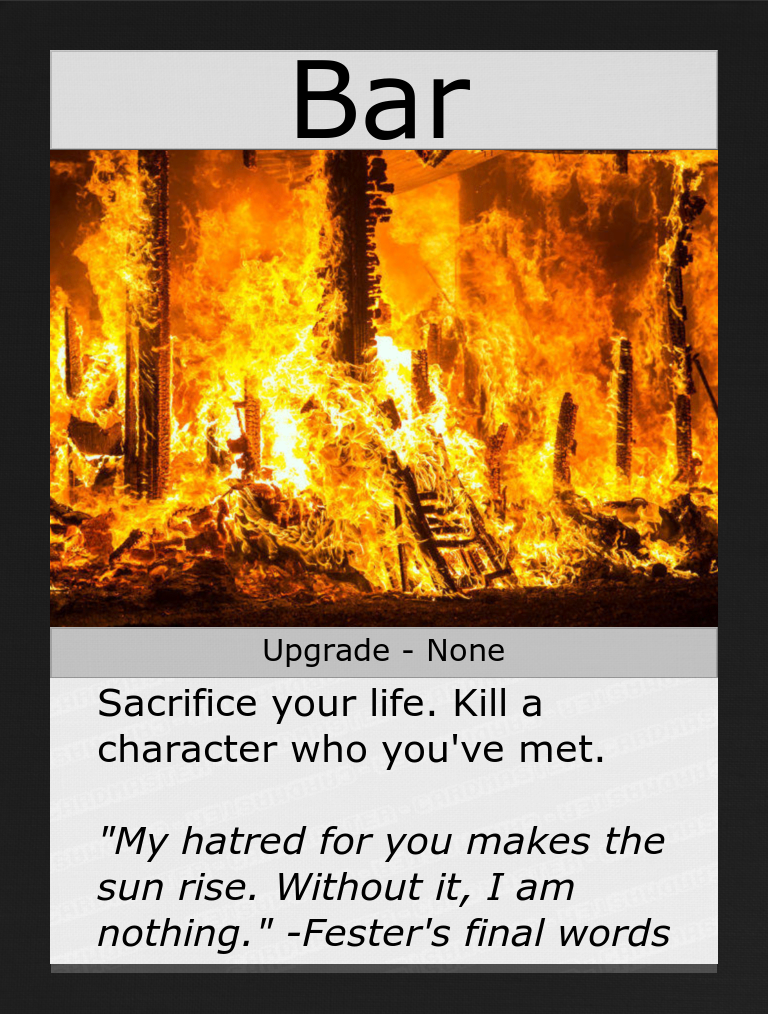 Bar
Upgrade - None
Sacrifice your life. Kill a
character who you've met.
"My hatred for you makes the
sun rise. Without it, I am
nothing." -Fester's final words